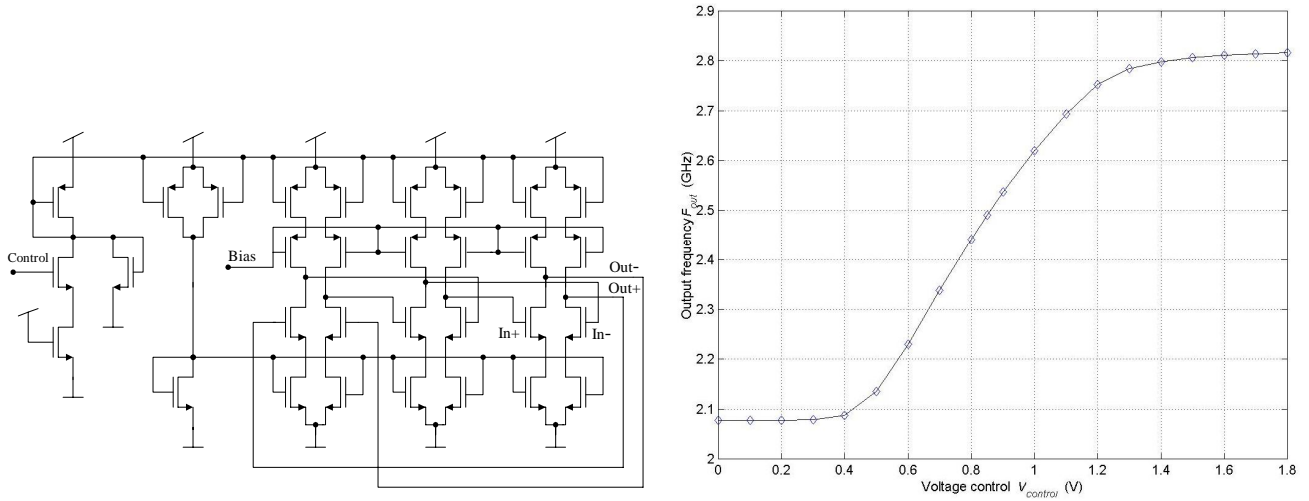 Control
Bias
Out-
Out+
In+
In-
2.9
2.8
2.7
2.6
2.5
2.4
2.3
2.2
2.1
2
Output frequency F_out (GHz)
0
0.2
0.4
0.6
0.8
1
1.2
1.4
1.6
1.8
Voltage control V_control (V)